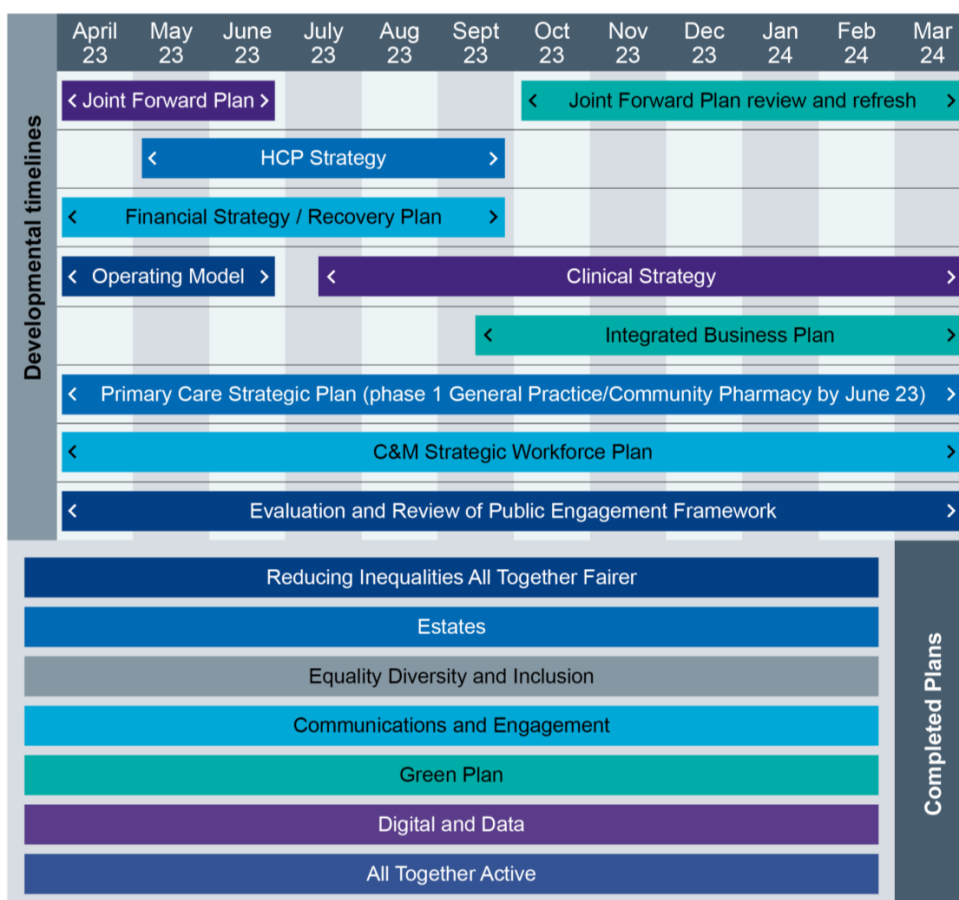 April May June July Aug Sept Oct Nov Dec Jan Feb Mar
23 23 23 23 23 23 23 23 23 24 24 24
Developmental timelines
Joint Forward Plan
Joint Forward Plan review and refresh
HCP Strategy
Financial Strategy / Recovery Plan
Operating Model
Clinical Strategy
Integrated Business Plan
Primary Care Strategic Plan (phase 1 General Practice/Community Pharmacy by June 23)
C&M Strategic Workforce Plan
Evaluation and Review of Public Engagement Framework
Reducing Inequalities All Together Fairer
Estates
Equality Diversity and Inclusion
Communications and Engagement
Green Plan
Digital and Data
All Together Active
Completed Plans